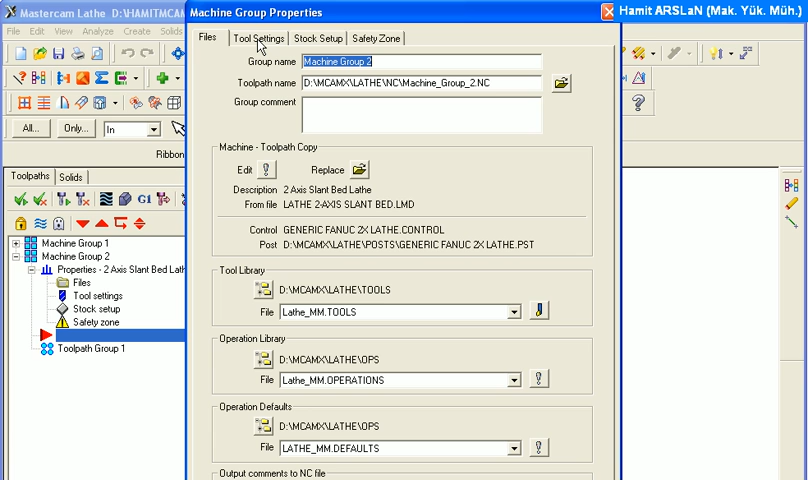 Mastercam Lathe D:\HAMITMCAM
Machine Group Properties
Hamit ARSLaN (Mak. Yük. Müh.)
File Edit View Analyze Create Solids
Files Tool Settings Stock Setup Safety Zone
Group name Machine Group 2
Toolpath name D:\MCAMX\LATHE\NC\Machine_Group_2.NC
Group comment
All... Only... In
Ribbon
Machine - Toolpath Copy
Edit Replace
Description 2 Axis Slant Bed Lathe
From file LATHE 2-AXIS SLANT BED.LMD
Control GENERIC FANUC 2X LATHE.CONTROL
Post D:\MCAMX\LATHE\POSTS\GENERIC FANUC 2X LATHE.PST
Toolpaths Solids
G1
Machine Group 1
Machine Group 2
Properties - 2 Axis Slant Bed Lath
Files
Tool settings
Stock setup
Safety zone
Toolpath Group 1
Tool Library
D:\MCAMX\LATHE\TOOLS
File Lathe_MM.TOOLS
Operation Library
D:\MCAMX\LATHE\OPS
File Lathe_MM.OPERATIONS
Operation Defaults
D:\MCAMX\LATHE\OPS
File LATHE_MM.DEFAULTS
Output comments to NC file